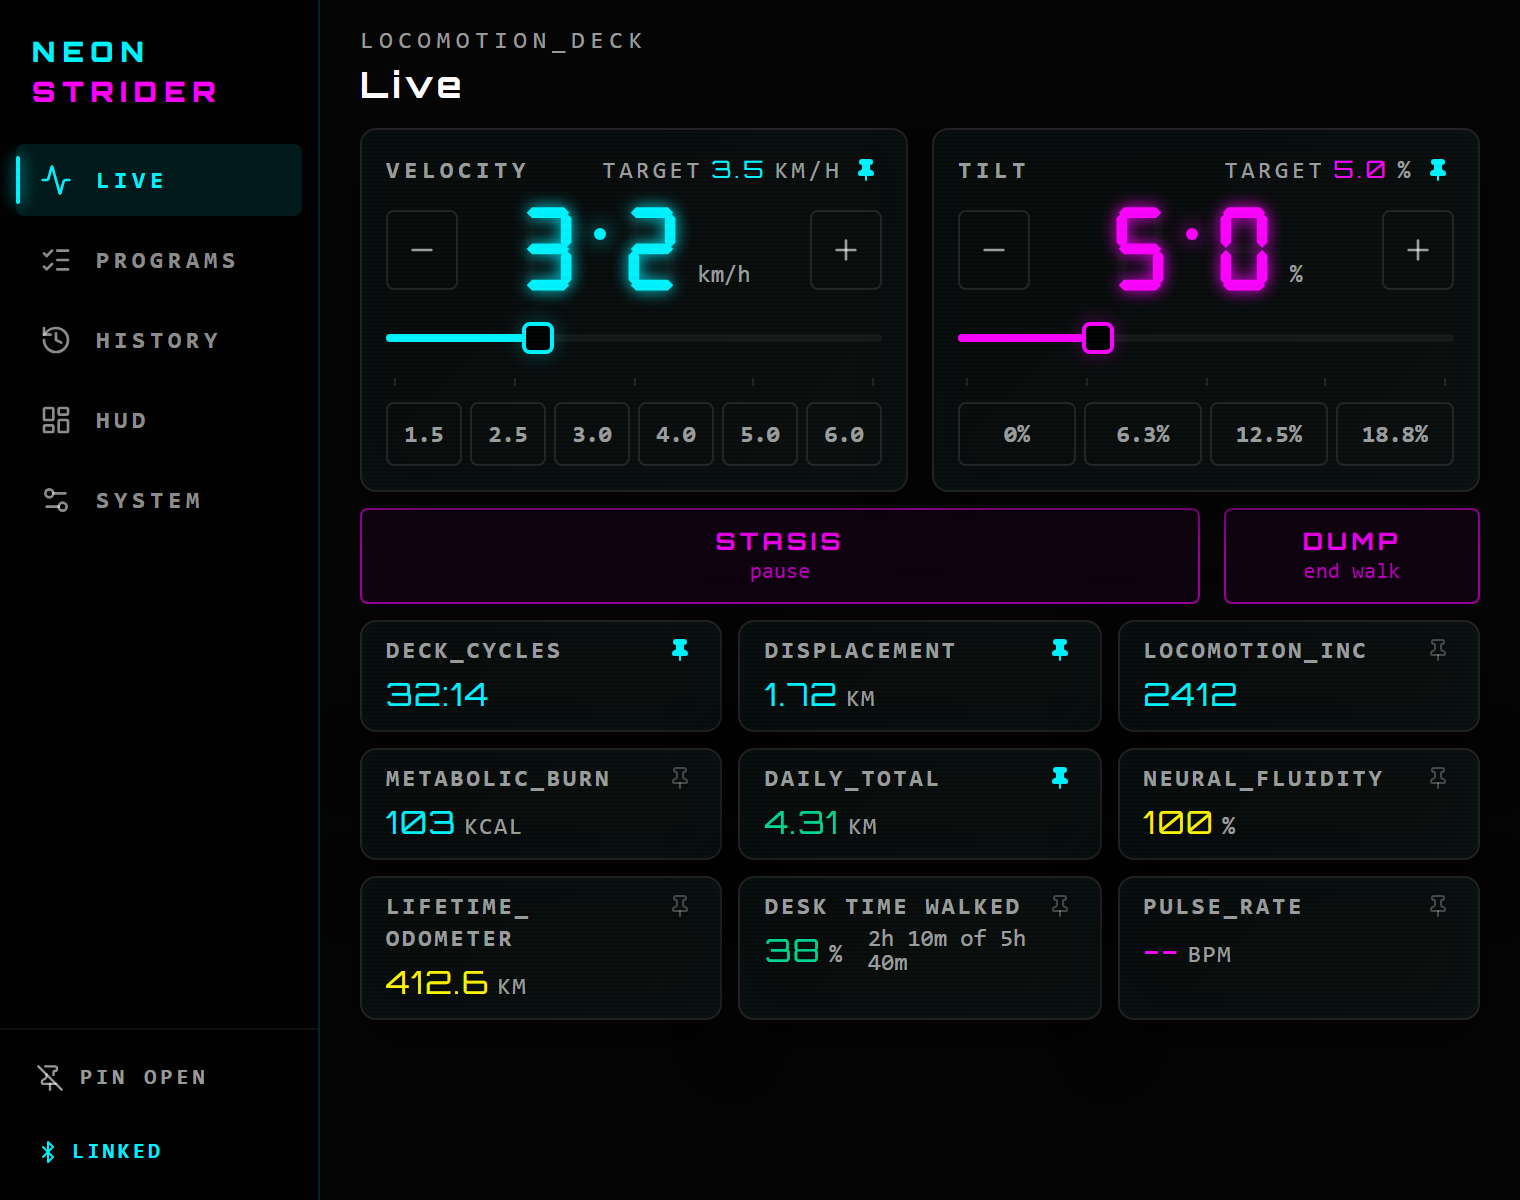 NEON
STRIDER
LIVE
PROGRAMS
HISTORY
HUD
SYSTEM
PIN OPEN
LINKED
LOCOMOTION_DECK
Live
VELOCITY TARGET 3.5 KM/H
− 3.2 km/h +
1.5 2.5 3.0 4.0 5.0 6.0
TILT TARGET 5.0 %
− 5.0 % +
0% 6.3% 12.5% 18.8%
STASIS
pause
DUMP
end walk
DECK_CYCLES
32:14
DISPLACEMENT
1.72 KM
LOCOMOTION_INC
2412
METABOLIC_BURN
103 KCAL
DAILY_TOTAL
4.31 KM
NEURAL_FLUIDITY
100 %
LIFETIME_
ODOMETER
412.6 KM
DESK TIME WALKED
38 % 2h 10m of 5h
40m
PULSE_RATE
-- BPM